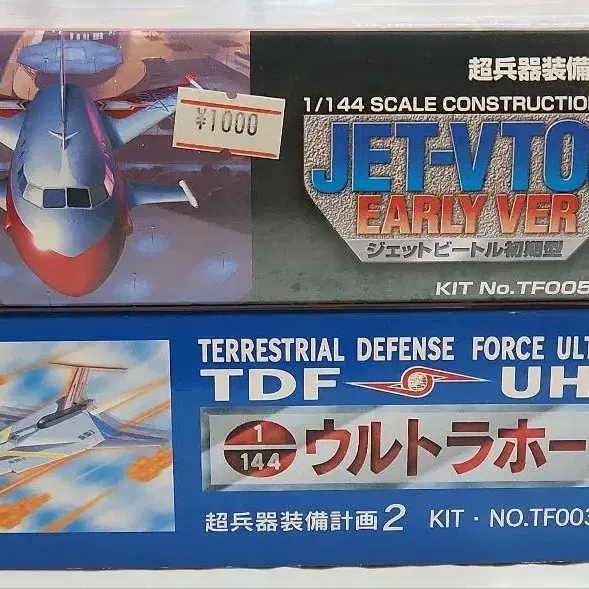 超兵器装備
¥1000
1/144 SCALE CONSTRUCTIO
JET-VTO
EARLY VER
ジェットビートル初期型
KIT No.TF005
TERRESTRIAL DEFENSE FORCE ULT
TDF UH
1/144 ウルトラホー
超兵器装備計画2 KIT・NO.TF003